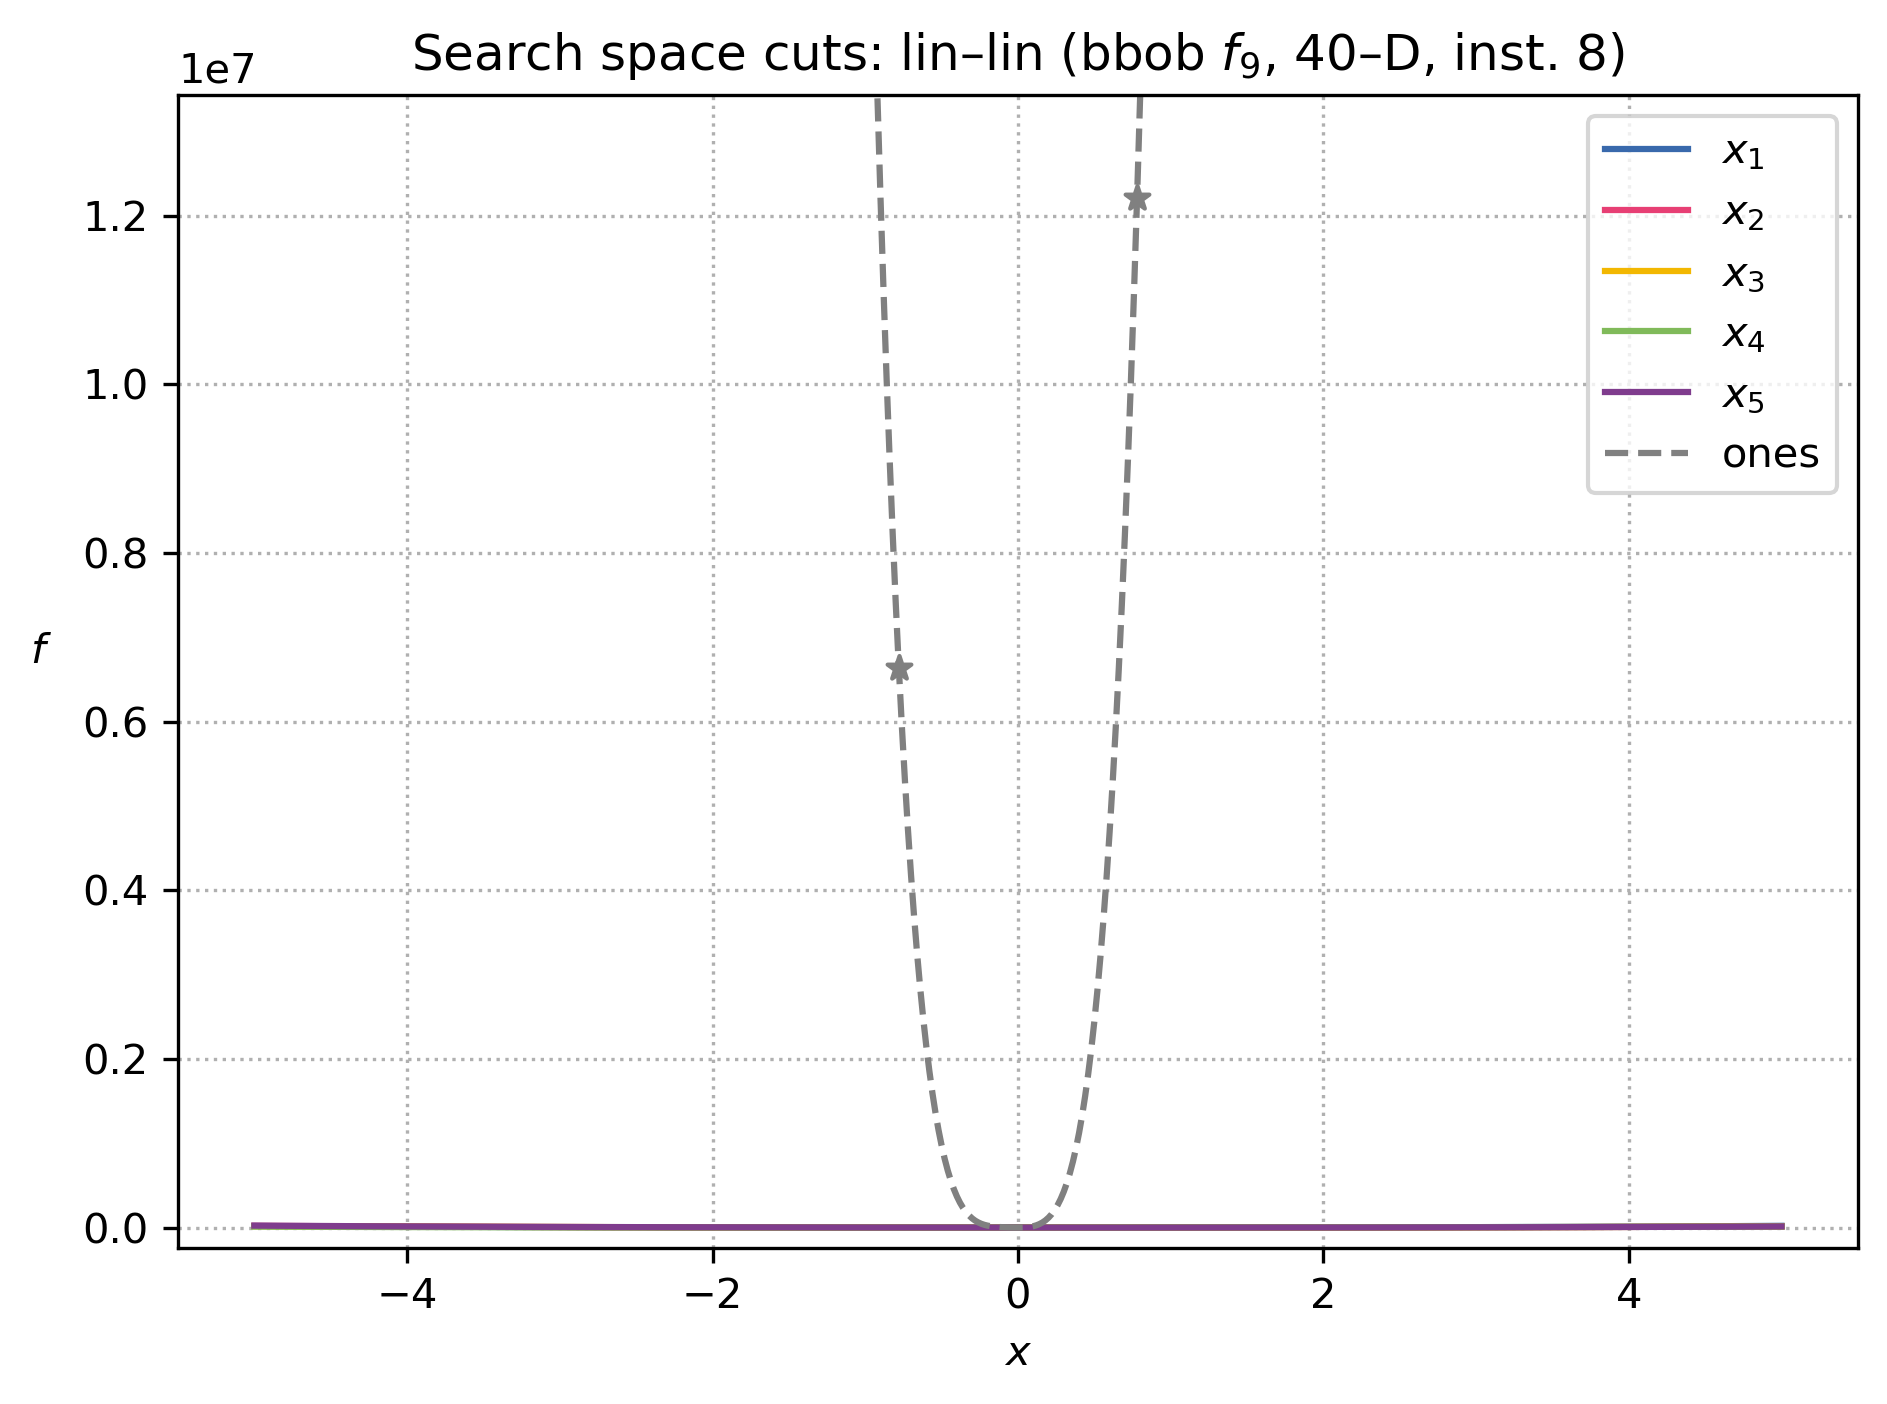 Search space cuts: lin–lin (bbob f9, 40–D, inst. 8)
1e7
1.2
1.0
0.8
0.6
0.4
0.2
0.0
f
−4
−2
0
2
4
x
x1
x2
x3
x4
x5
ones